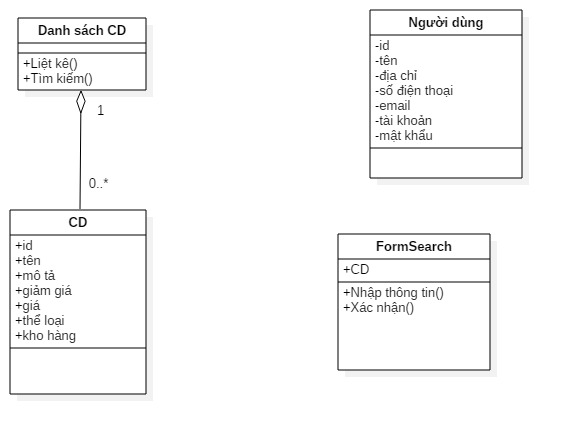 Danh sách CD
+Liệt kê()
+Tìm kiếm()
1
0..*
CD
+id
+tên
+mô tả
+giảm giá
+giá
+thể loại
+kho hàng
Người dùng
-id
-tên
-địa chỉ
-số điện thoại
-email
-tài khoản
-mật khẩu
FormSearch
+CD
+Nhập thông tin()
+Xác nhận()